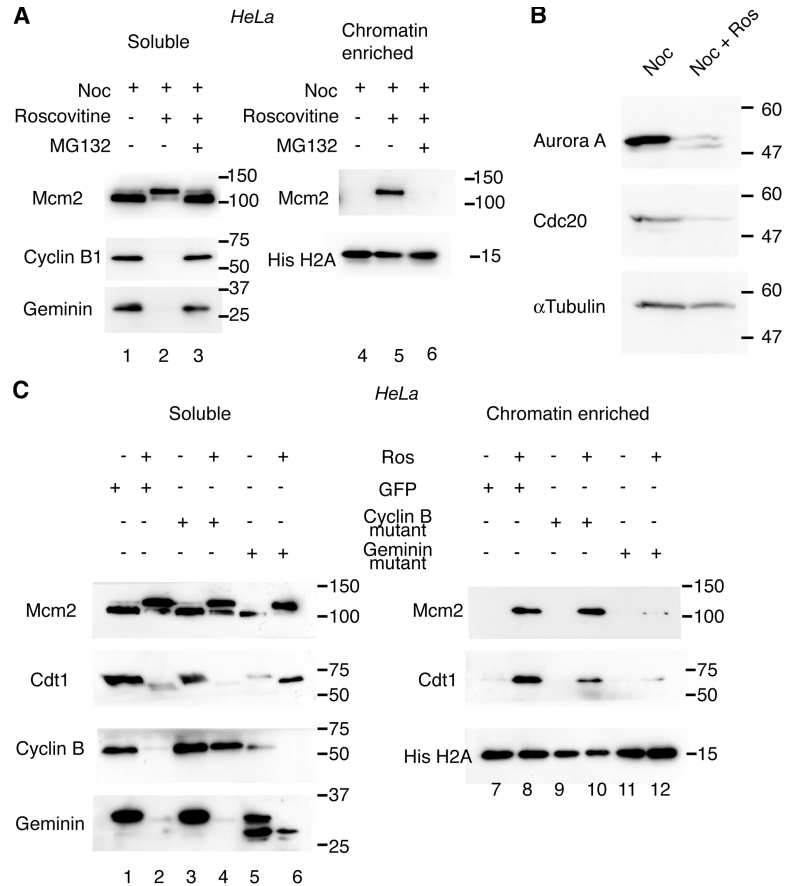 A
HeLa
Soluble
Chromatin
enriched
Noc + + +
Roscovitine - + +
MG132 - - +
Noc + + +
Roscovitine - + +
MG132 - - +
Mcm2
150
100
Cyclin B1
75
50
Geminin
37
25
1 2 3
Mcm2
150
100
His H2A
15
4 5 6
B
Noc
Noc + Ros
Aurora A
60
47
Cdc20
60
47
αTubulin
60
47
C
HeLa
Soluble
Chromatin enriched
- + - + - + Ros - + - + - +
+ + - - - - GFP + + - - - -
- - + + - - Cyclin B mutant - - + + - -
- - - - + + Geminin mutant - - - - + +
Mcm2
150
100
Cdt1
75
50
Cyclin B
75
50
Geminin
37
25
1 2 3 4 5 6
Mcm2
150
100
Cdt1
75
50
His H2A
15
7 8 9 10 11 12